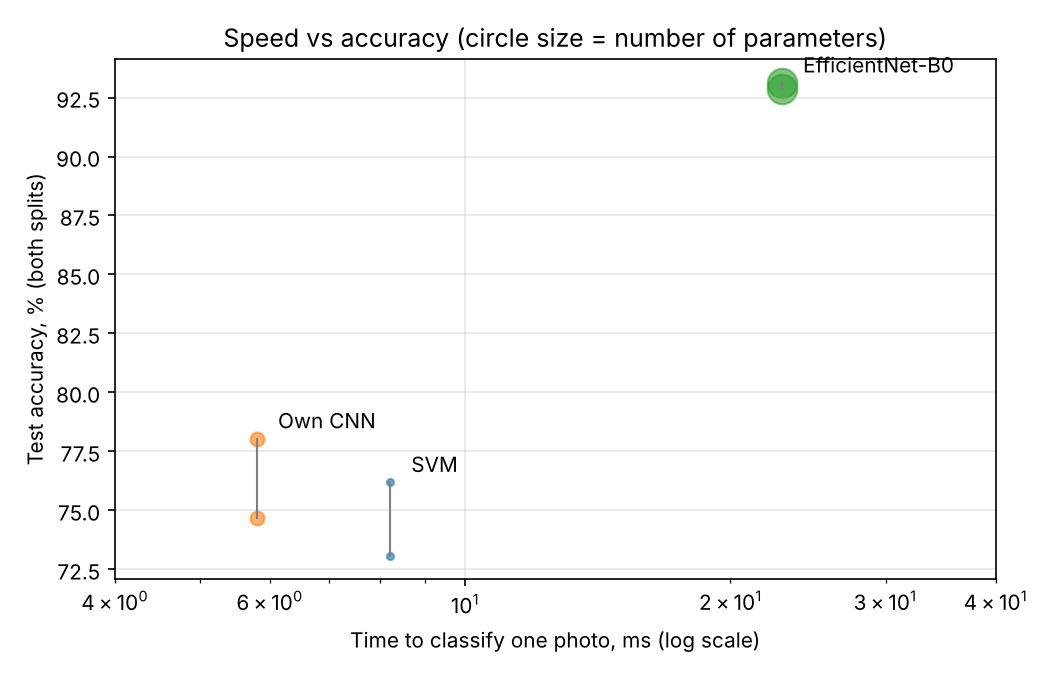 Speed vs accuracy (circle size = number of parameters)
EfficientNet-B0
92.5
90.0
87.5
85.0
82.5
80.0
77.5
75.0
72.5
Test accuracy, % (both splits)
Own CNN
SVM
4 × 10⁰
6 × 10⁰
10¹
2 × 10¹
3 × 10¹
4 × 10¹
Time to classify one photo, ms (log scale)